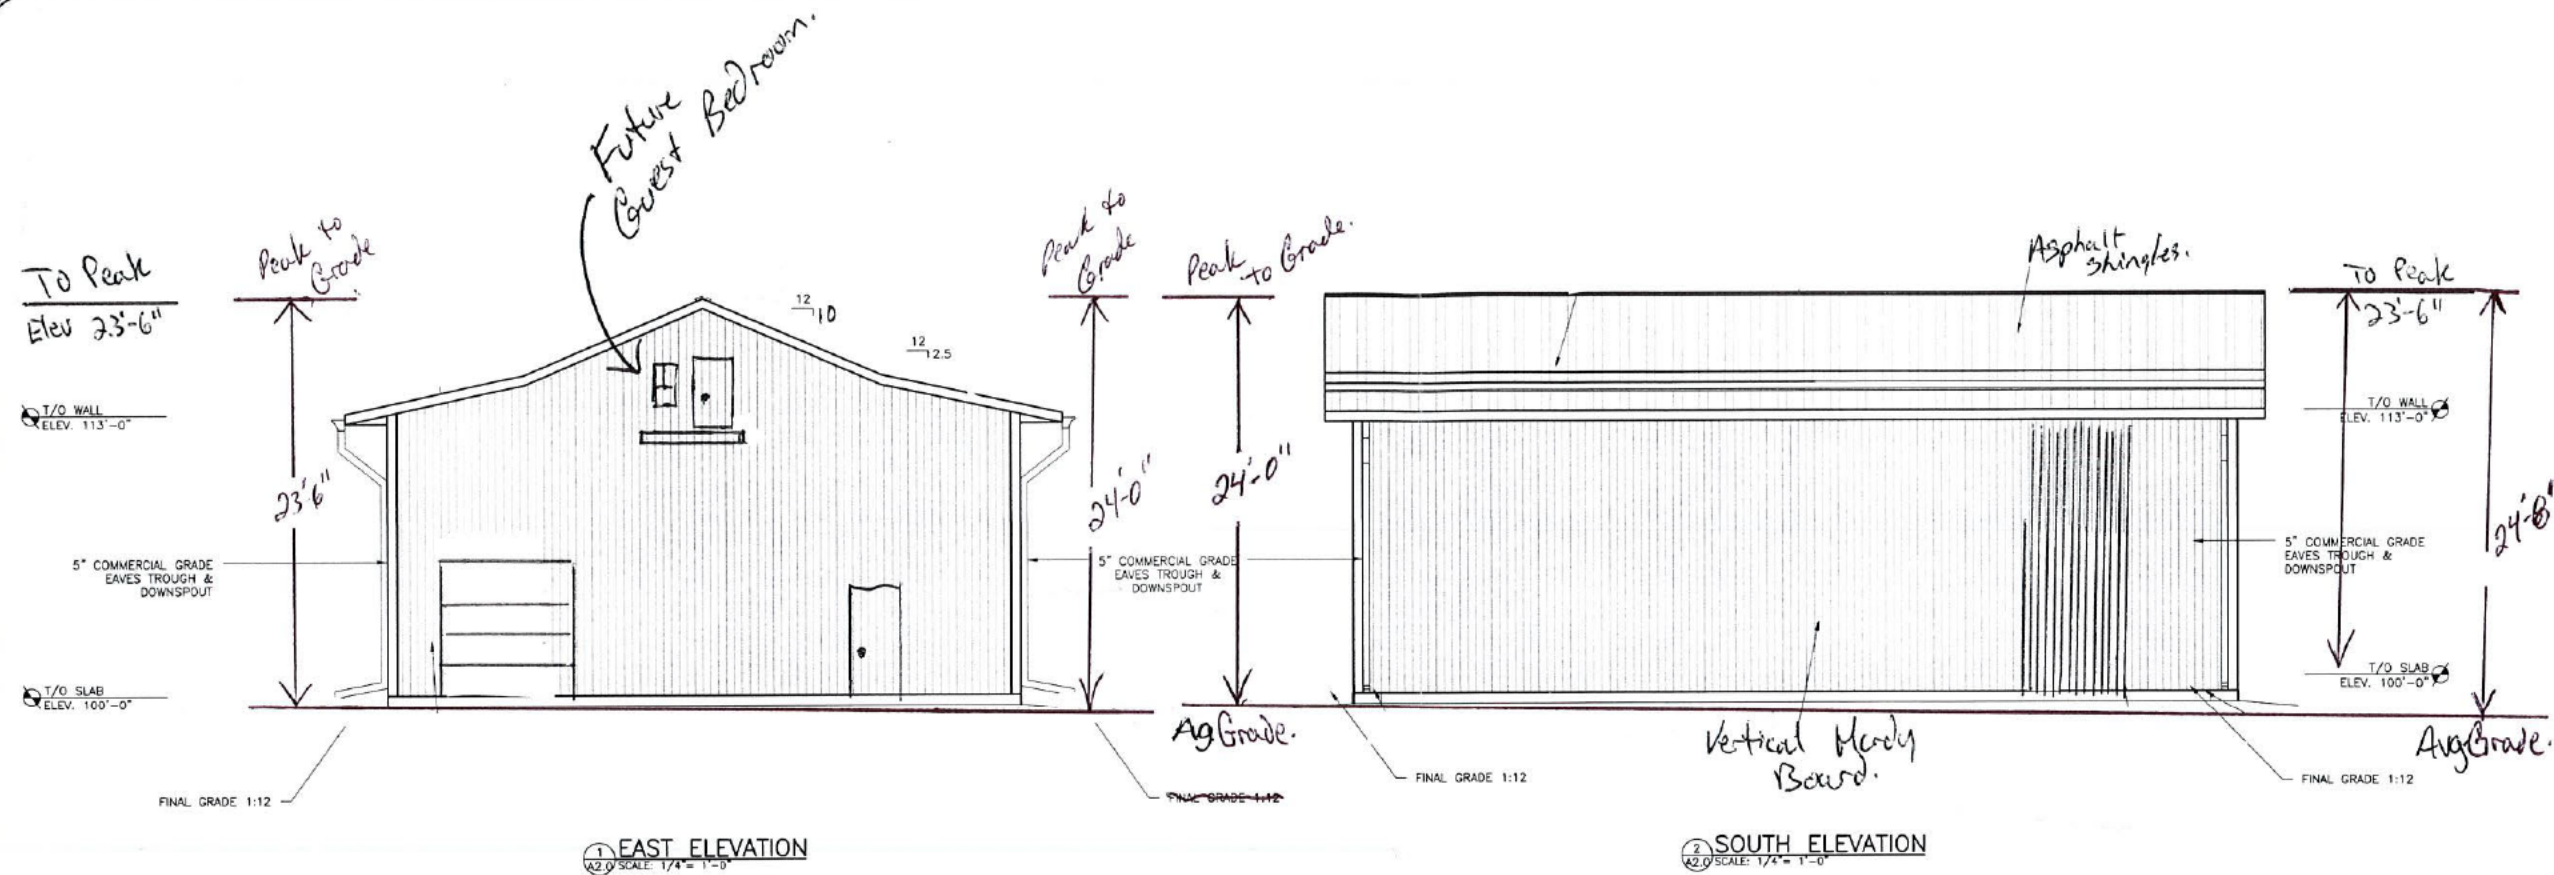 Future
Guest Bedroom.
To Peak
Elev 23'-6"
Peak to
Grade
12
10
12
2.5
Peak to
Grade
Peak
to Grade.
Asphalt
Shingles.
To Peak
23'-6"
T/O WALL
ELEV. 113'-0"
23'6"
24'-0"
24'-0"
T/O WALL
ELEV. 113'-0"
5" COMMERCIAL GRADE
EAVES TROUGH &
DOWNSPOUT
5" COMMERCIAL GRADE
EAVES TROUGH &
DOWNSPOUT
5" COMMERCIAL GRADE
EAVES TROUGH &
DOWNSPOUT
T/O SLAB
ELEV. 100'-0"
T/O SLAB
ELEV. 100'-0"
Grade.
Vertical
Board.
Avg Grade.
FINAL GRADE 1:12
FINAL GRADE 1:12
FINAL GRADE 1:12
FINAL GRADE 1:12
1
A2.0
EAST ELEVATION
SCALE: 1/4"= 1'-0"
2
A2.0
SOUTH ELEVATION
SCALE: 1/4"= 1'-0"